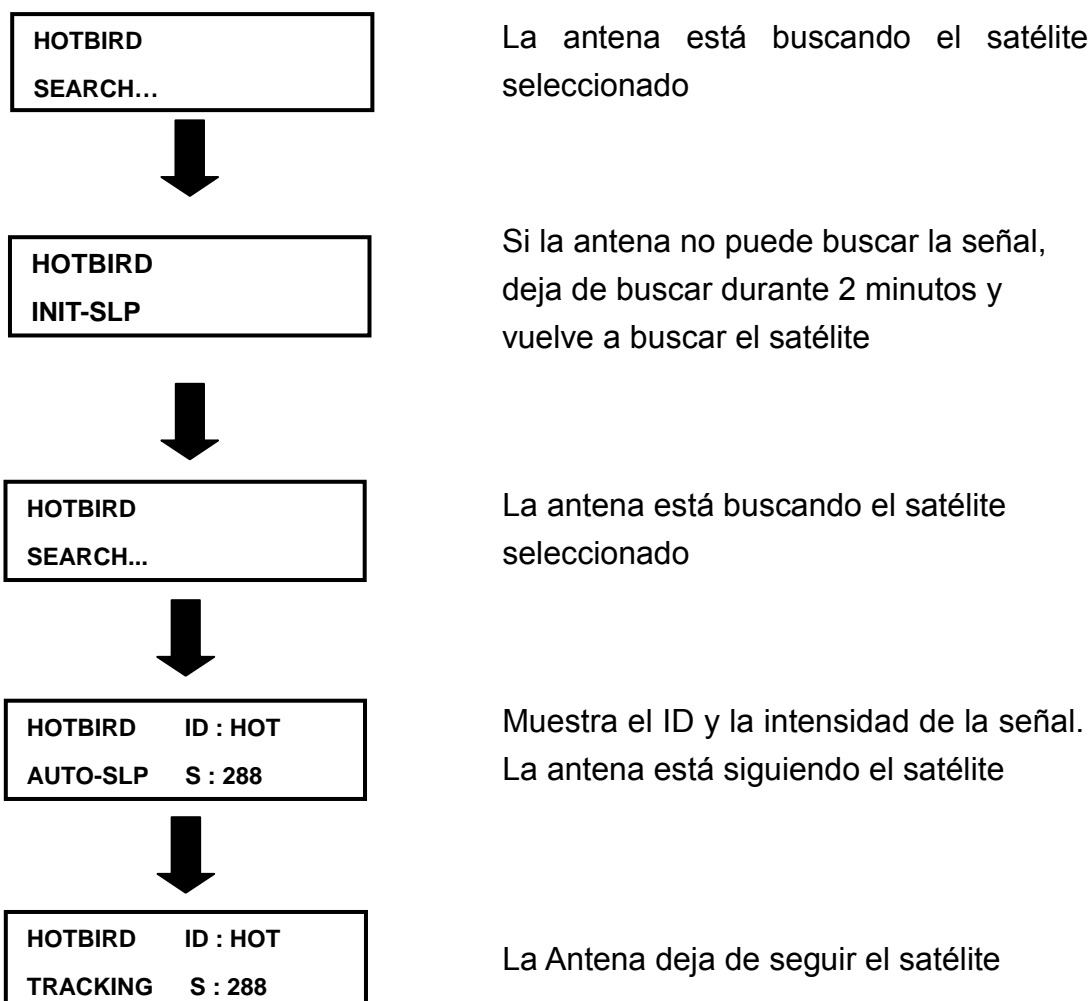 HOTBIRD
SEARCH…
La antena está buscando el satélite
seleccionado
HOTBIRD
INIT-SLP
Si la antena no puede buscar la señal,
deja de buscar durante 2 minutos y
vuelve a buscar el satélite
HOTBIRD
SEARCH...
La antena está buscando el satélite
seleccionado
HOTBIRD ID : HOT
AUTO-SLP S : 288
Muestra el ID y la intensidad de la señal.
La antena está siguiendo el satélite
HOTBIRD ID : HOT
TRACKING S : 288
La Antena deja de seguir el satélite